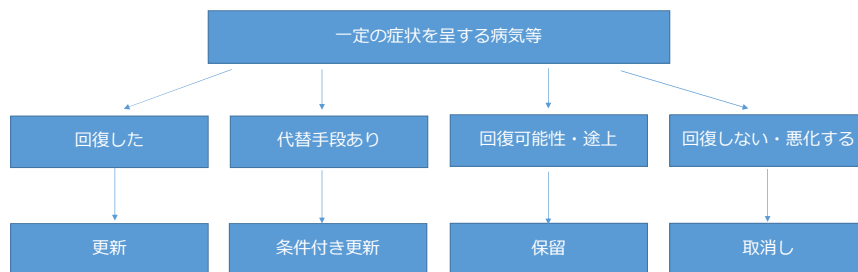 一定の症状を呈する病気等
回復した
代替手段あり
回復可能性・途上
回復しない・悪化する
更新
条件付き更新
保留
取消し